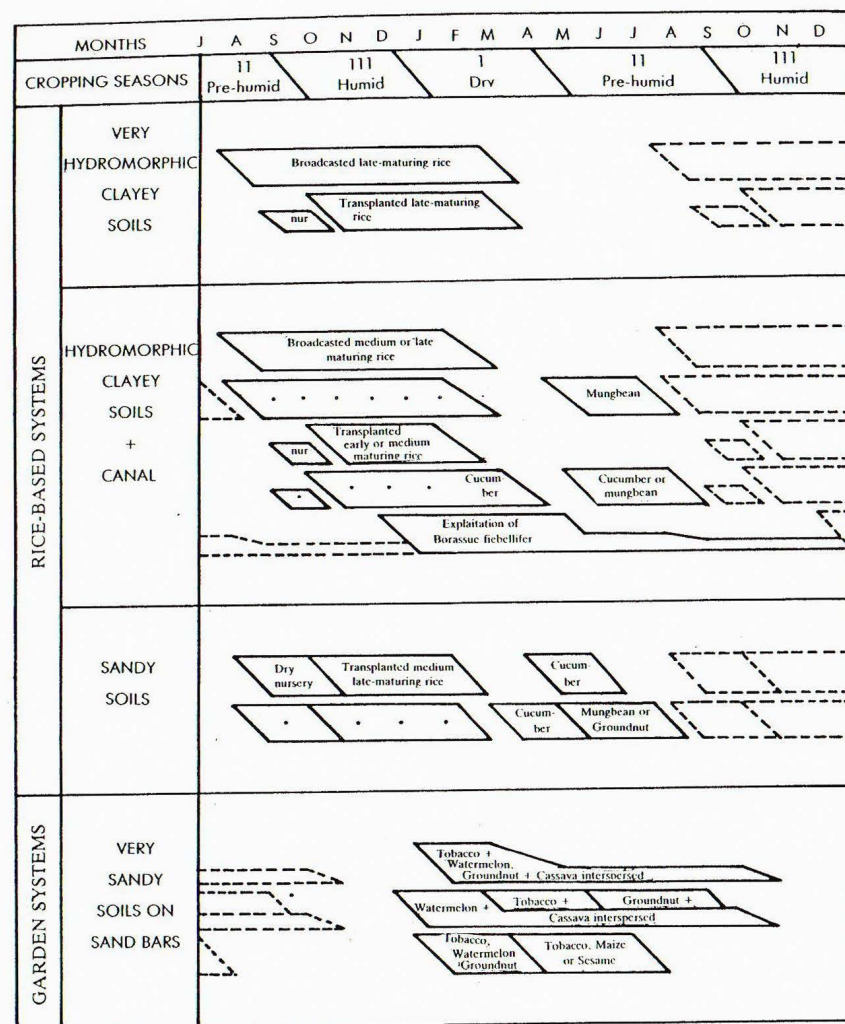 MONTHS J A S O N D J F M A M J J A S O N D
CROPPING SEASONS 11 Pre-humid 111 Humid 1 Dry 11 Pre-humid 111 Humid
RICE-BASED SYSTEMS
VERY
HYDROMORPHIC
CLAYEY
SOILS
Broadcasted late-maturing rice
nur
Transplanted late-maturing
rice
HYDROMORPHIC
CLAYEY
SOILS
+
CANAL
Broadcasted medium or late
maturing rice
Mungbean
nur
Transplanted
early or medium
maturing rice
Cucum-
ber
Cucumber or
mungbean
Explaitation of
Borassue fiebellifer
SANDY
SOILS
Dry
nursery
Transplanted medium
late-maturing rice
Cucum-
ber
Cucum-
ber
Mungbean or
Groundnut
GARDEN SYSTEMS
VERY
SANDY
SOILS ON
SAND BARS
Tobacco +
Watermelon,
Groundnut + Cassava interspersed
Watermelon +
Tobacco +
Groundnut +
Cassava interspersed
Tobacco,
Watermelon
+Groundnut
Tobacco, Maize
or Sesame